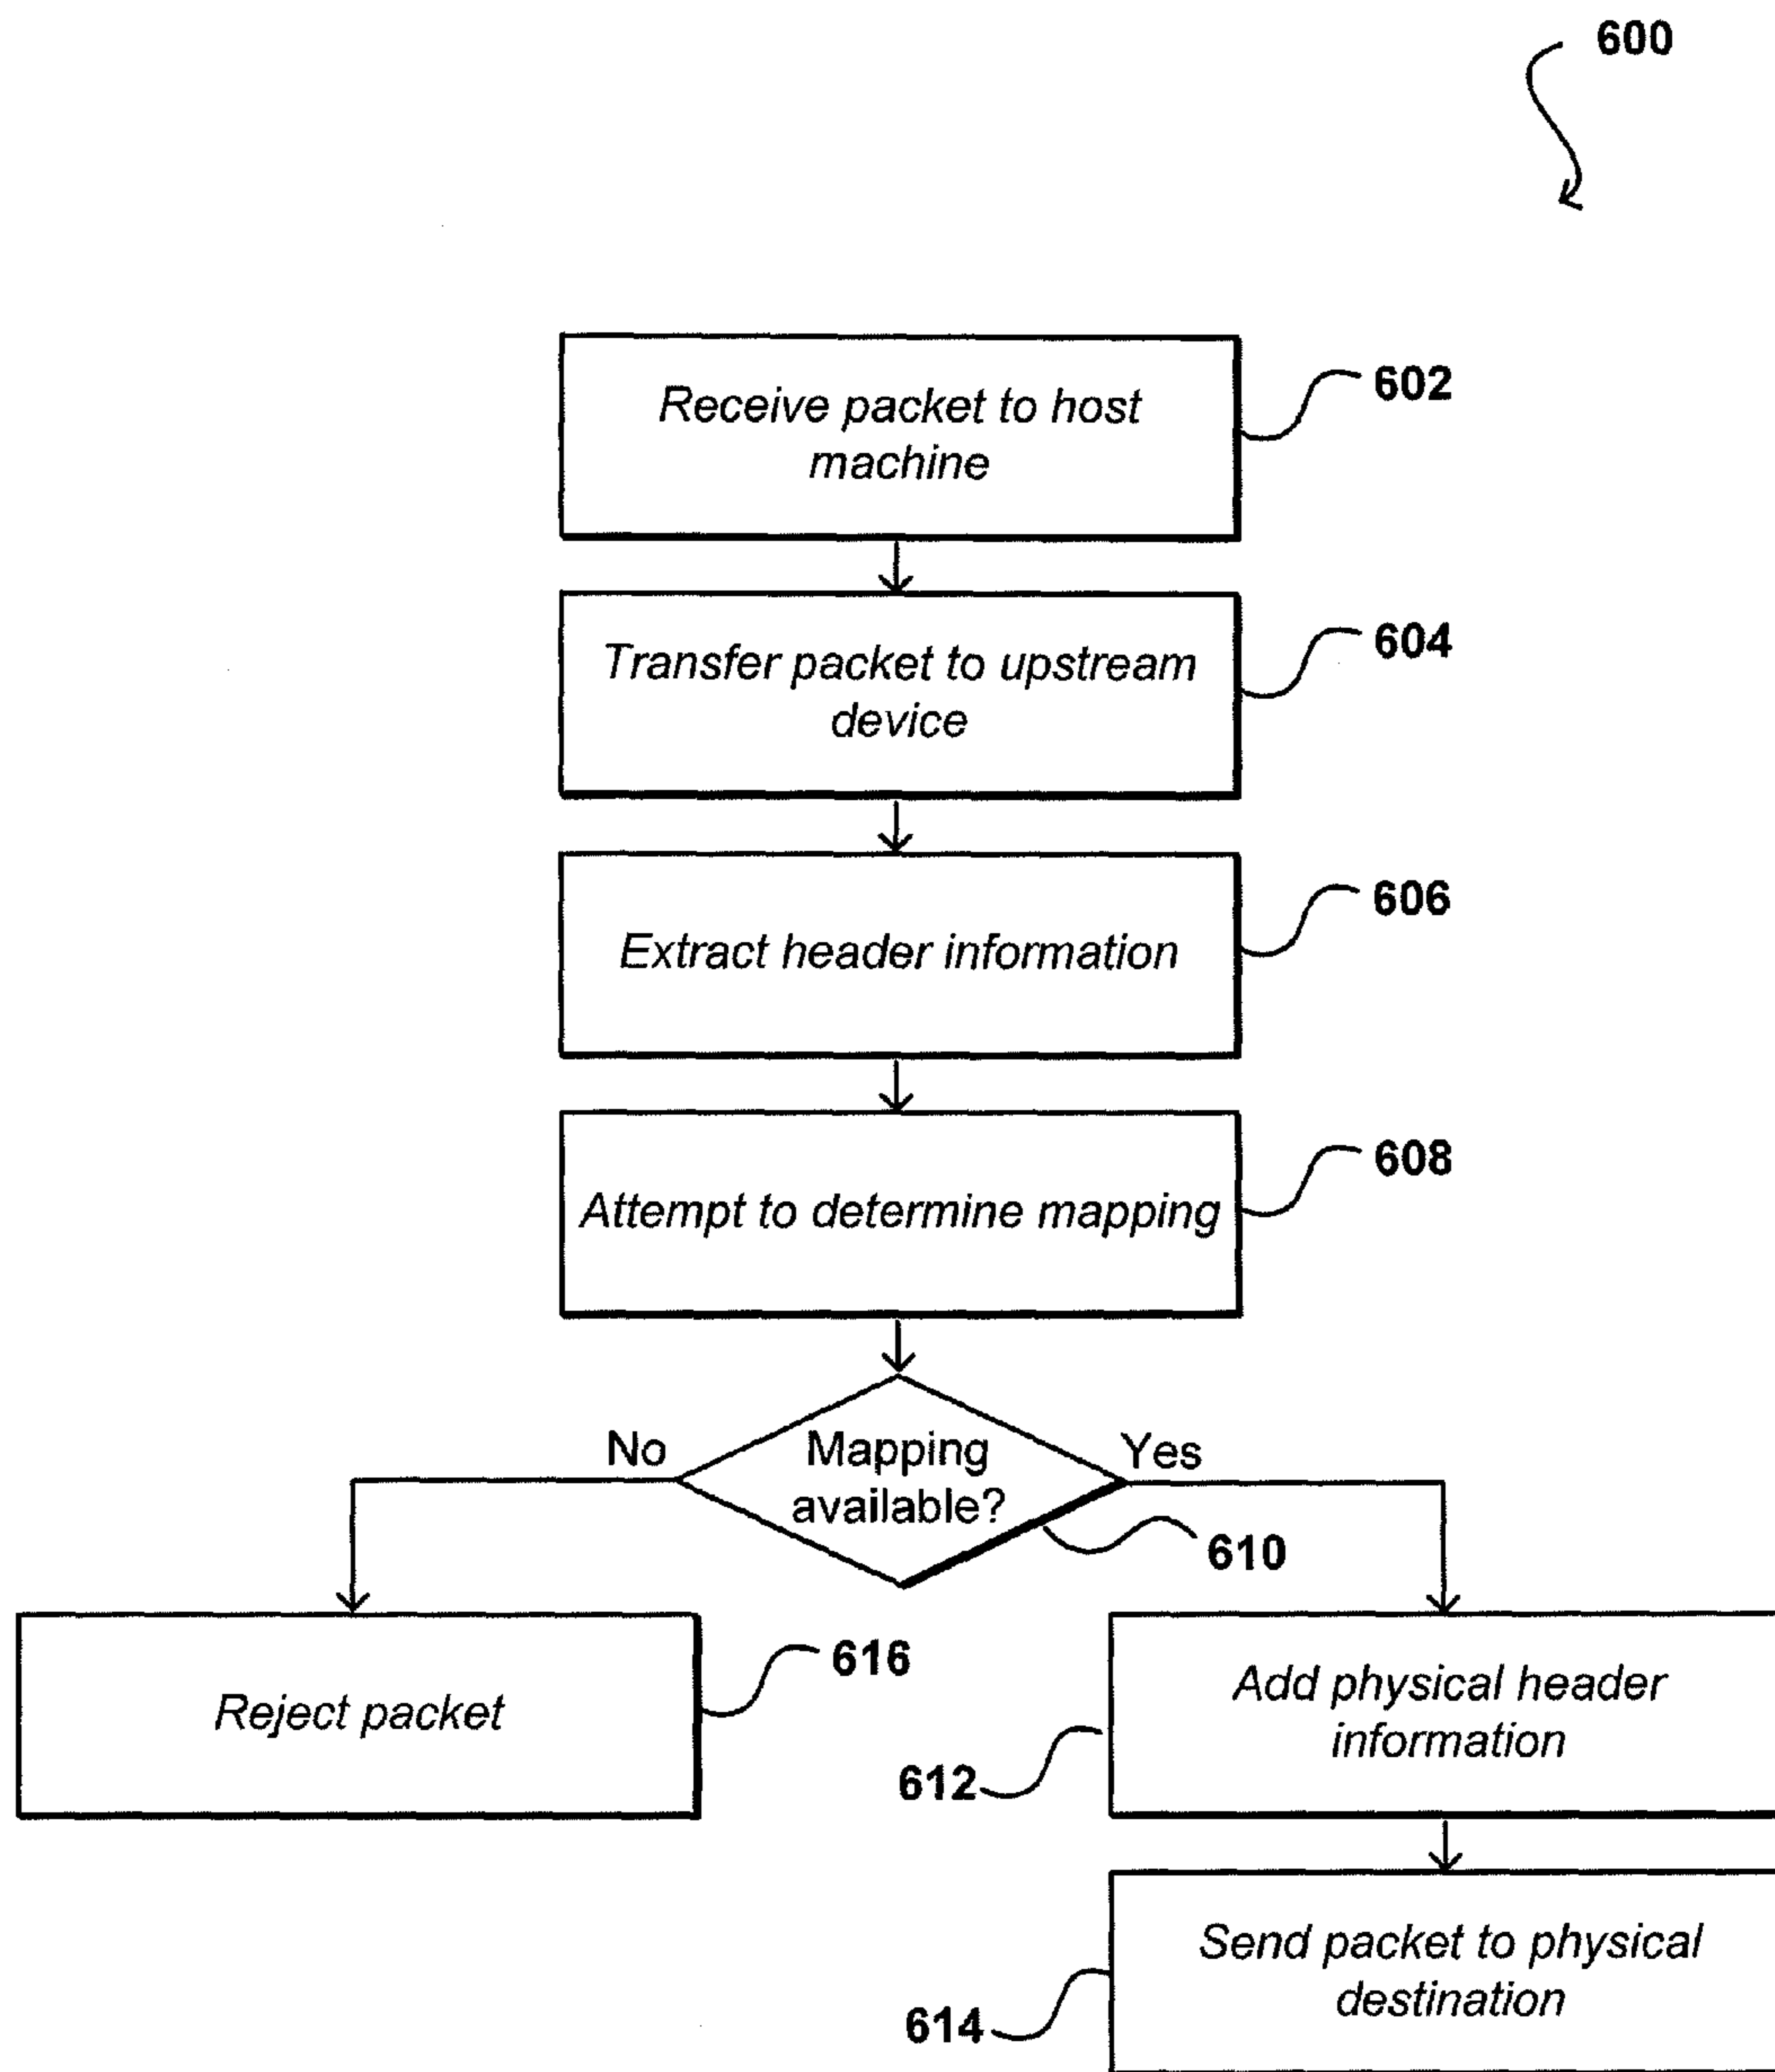 600
Receive packet to host
machine
602
Transfer packet to upstream
device
604
Extract header information
606
Attempt to determine mapping
608
No
Mapping
available?
Yes
610
Reject packet
616
Add physical header
information
612
Send packet to physical
destination
614